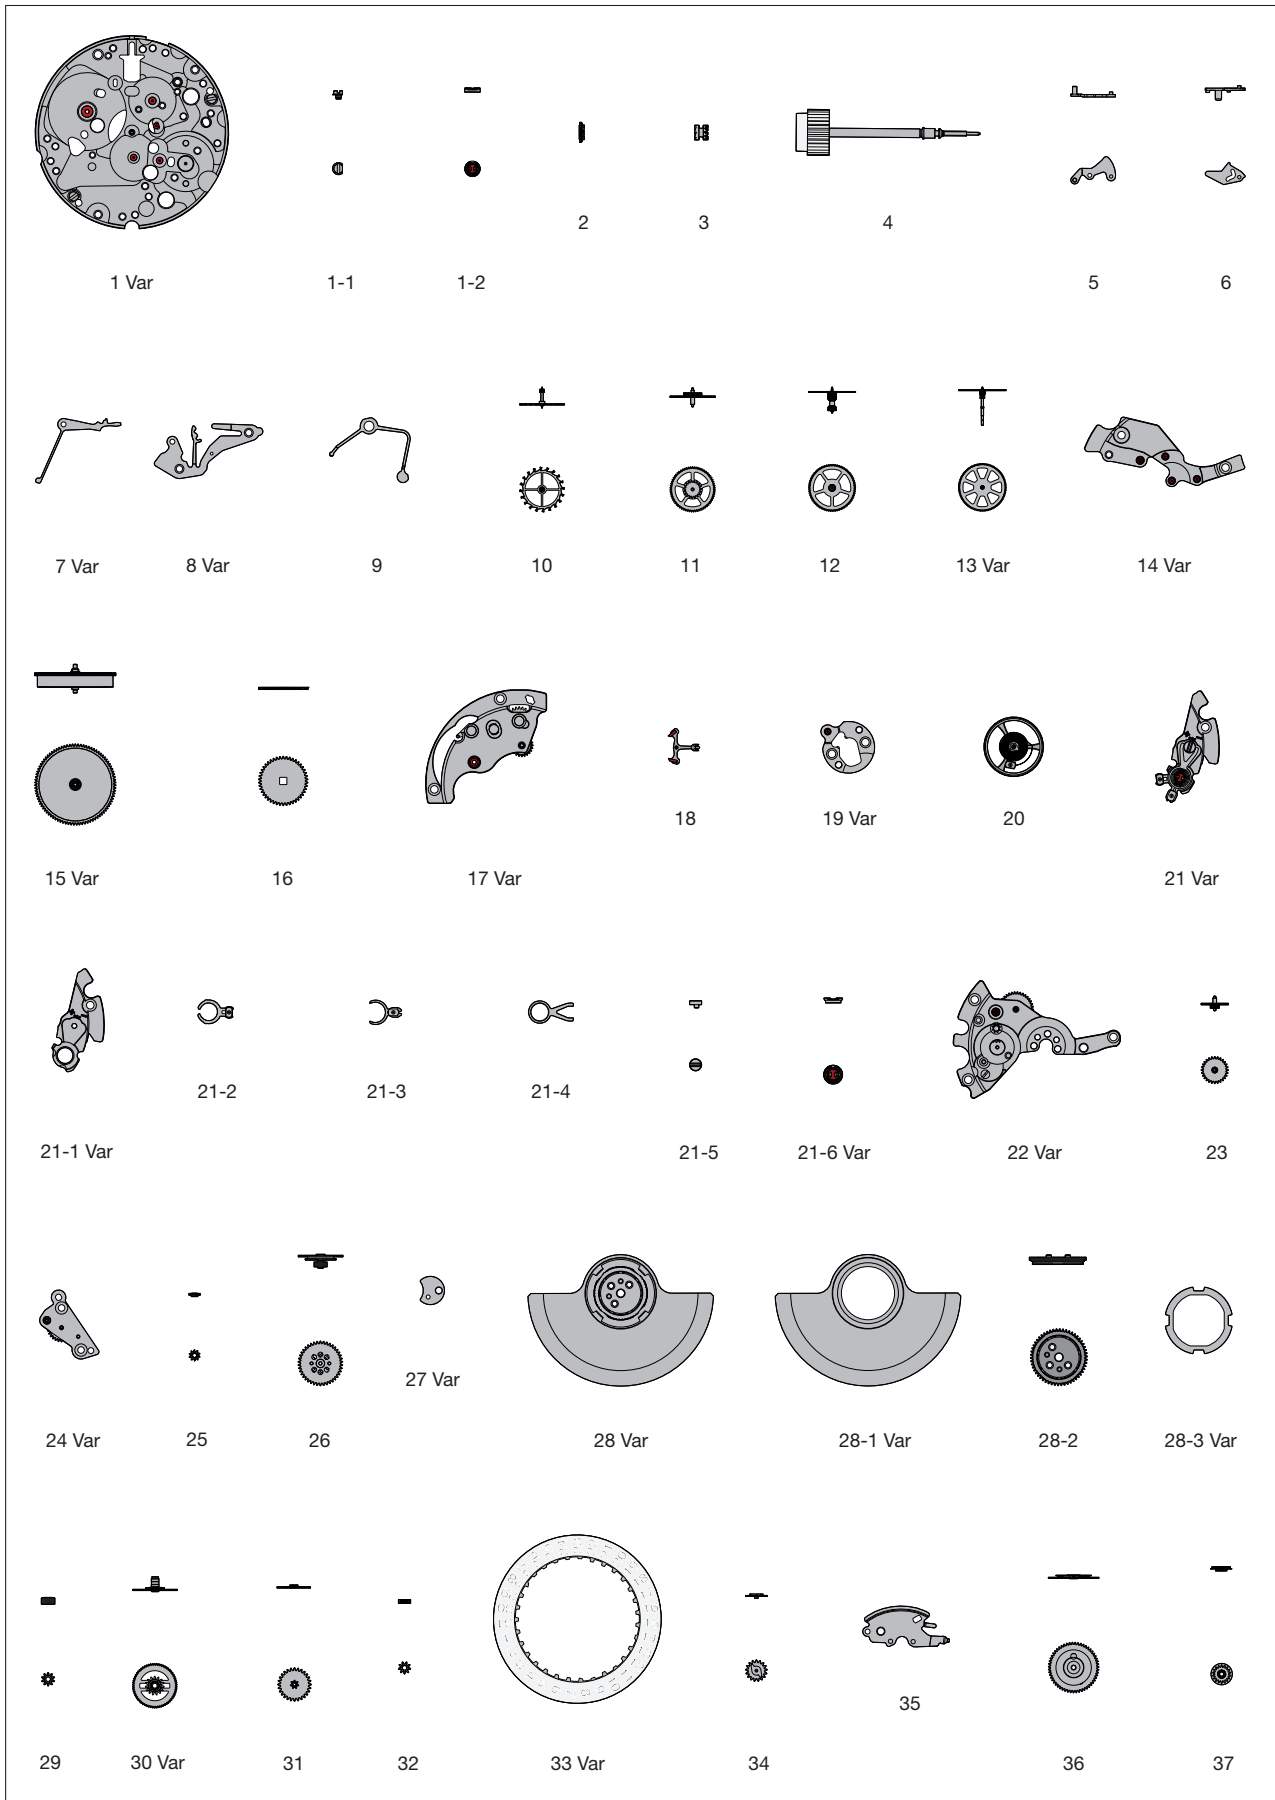 2 3 4
1 Var 1-1 1-2 5 6
7 Var 8 Var 9 10 11 12 13 Var 14 Var
18 19 Var 20
15 Var 16 17 Var 21 Var
21-2 21-3 21-4
21-1 Var 21-5 21-6 Var 22 Var 23
27 Var
24 Var 25 26 28 Var 28-1 Var 28-2 28-3 Var
35
29 30 Var 31 32 33 Var 34 36 37